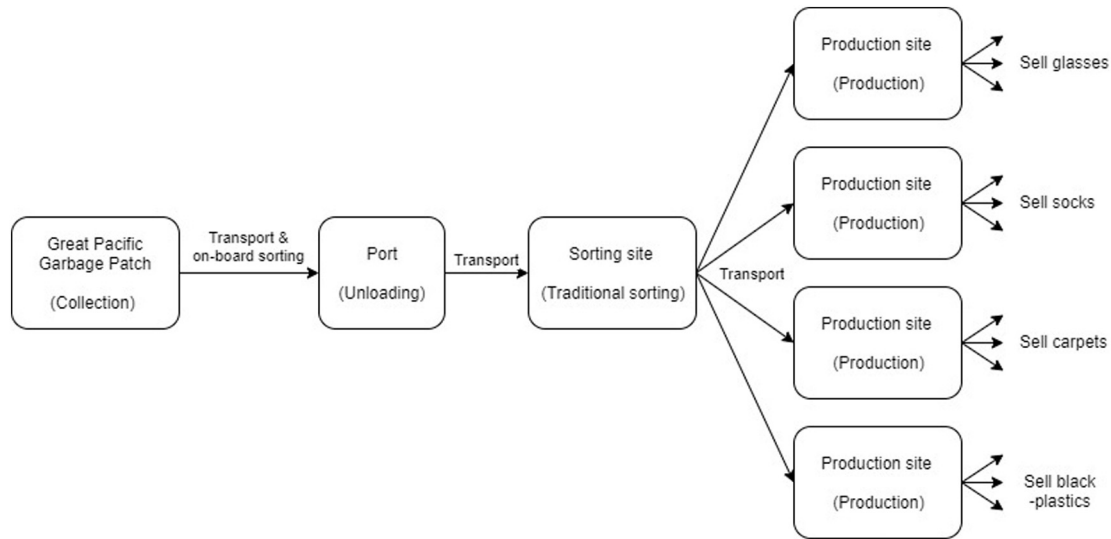 Great Pacific
Garbage Patch
(Collection)
Transport &
on-board sorting
Port
(Unloading)
Transport
Sorting site
(Traditional sorting)
Transport
Production site
(Production)
Sell glasses
Production site
(Production)
Sell socks
Production site
(Production)
Sell carpets
Production site
(Production)
Sell black
-plastics